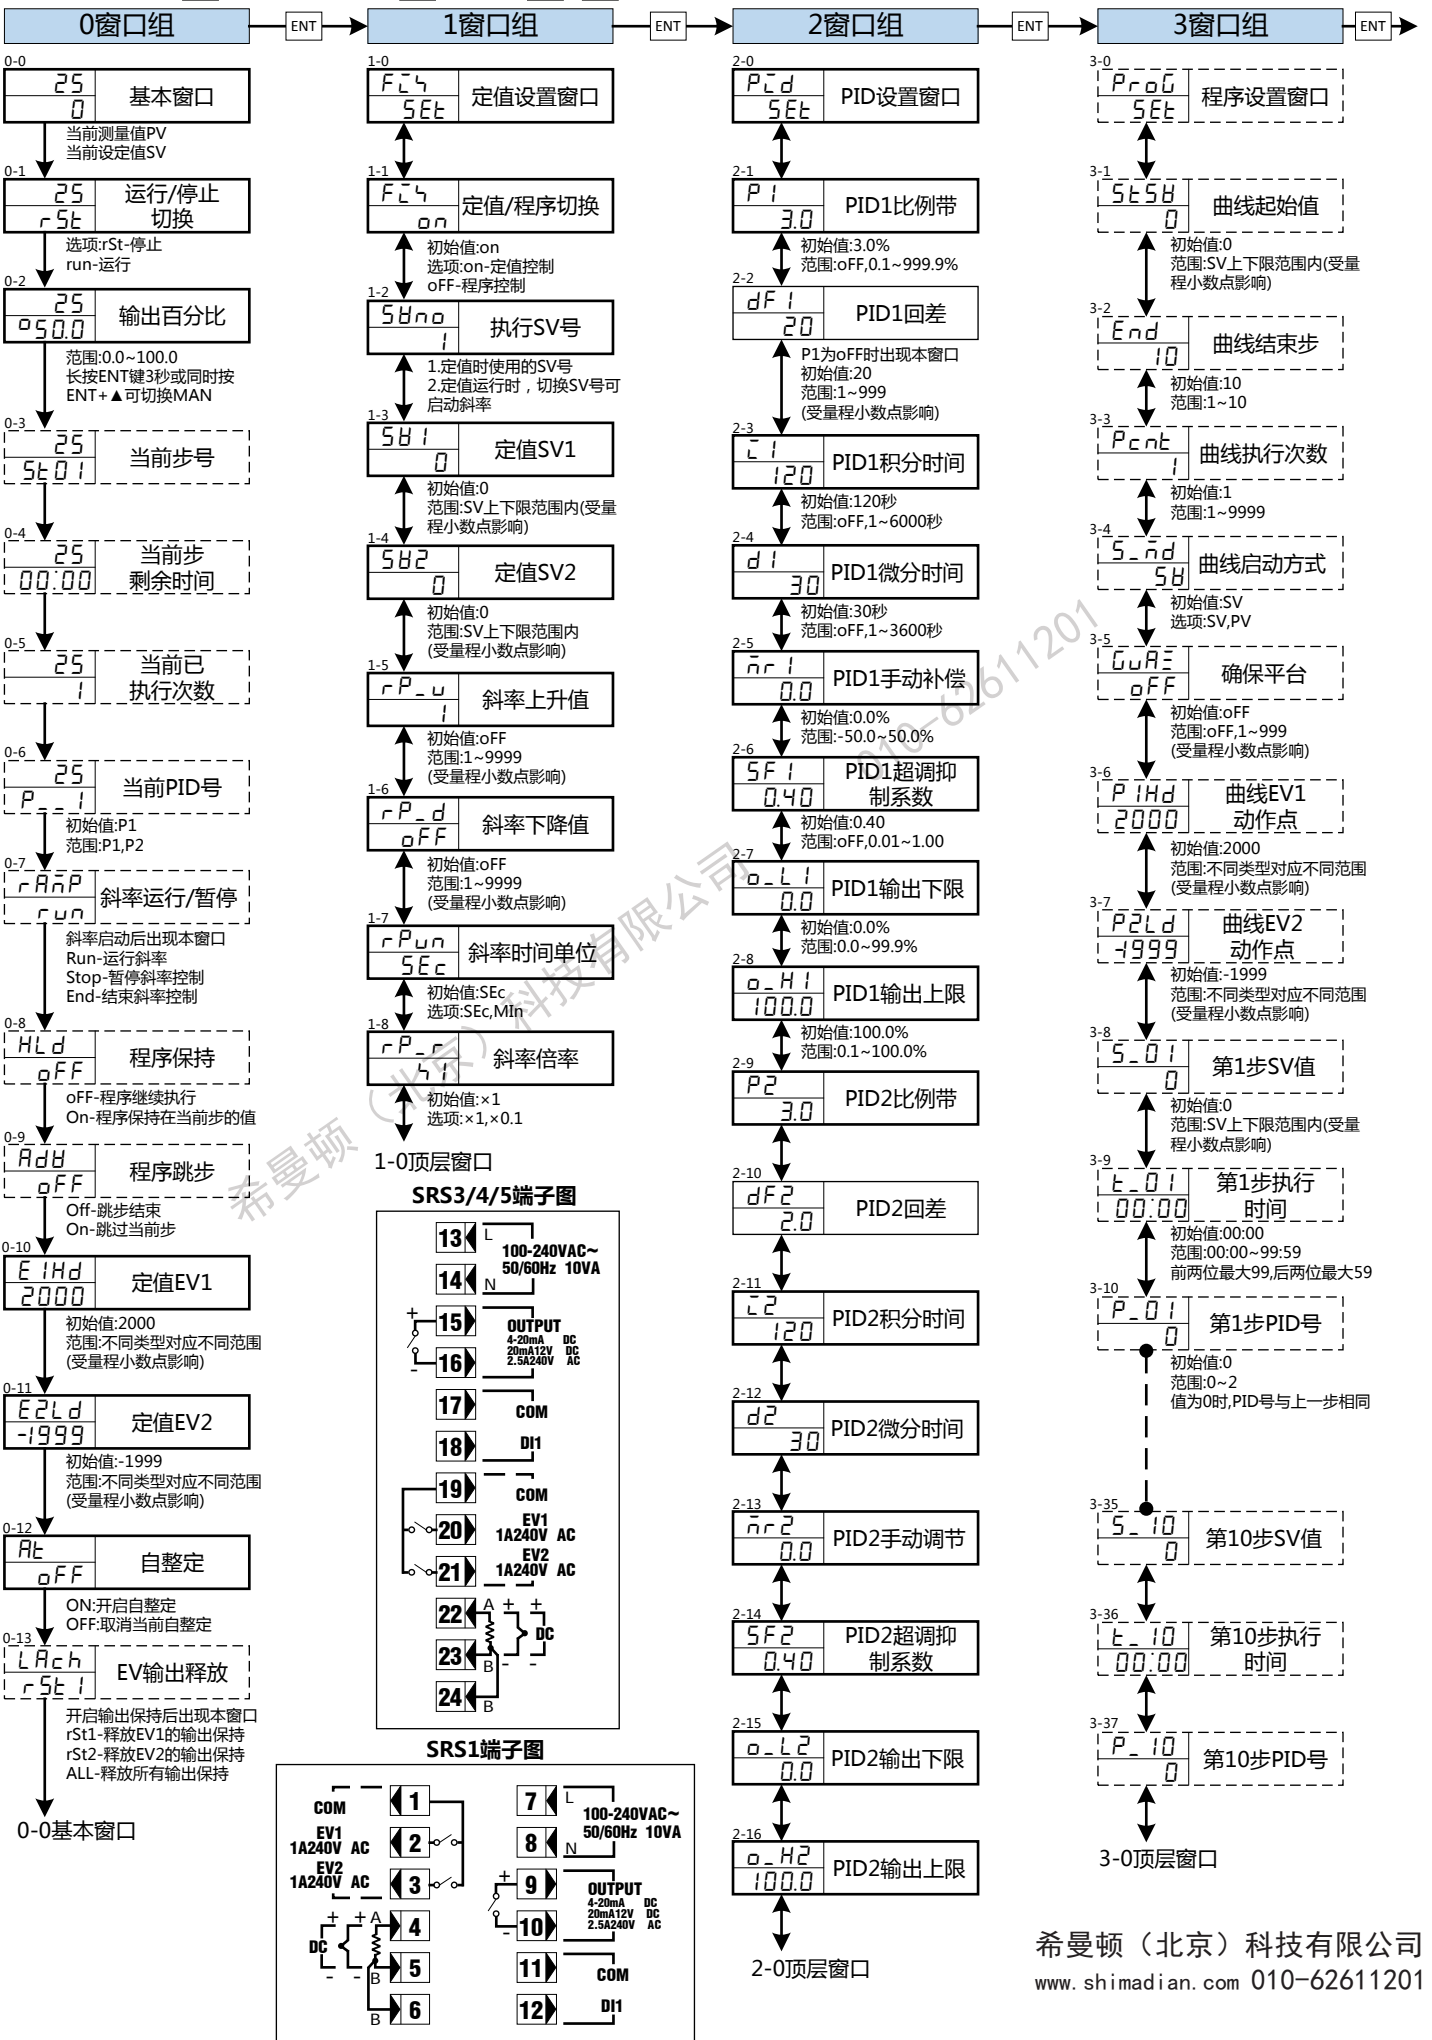 0窗口组
ENT
1窗口组
ENT
2窗口组
ENT
3窗口组
ENT
0-0
25
0
基本窗口
当前测量值PV
当前设定值SV
0-1
25
rSt
运行/停止
切换
选项:rSt-停止
run-运行
0-2
25
o50.0
输出百分比
范围:0.0~100.0
长按ENT键3秒或同时按
ENT+▲可切换MAN
0-3
25
St01
当前步号
0-4
25
00:00
当前步
剩余时间
0-5
25
1
当前已
执行次数
0-6
25
P__1
当前PID号
初始值:P1
范围:P1,P2
0-7
rAmP
run
斜率运行/暂停
斜率启动后出现本窗口
Run-运行斜率
Stop-暂停斜率控制
End-结束斜率控制
0-8
HLd
oFF
程序保持
oFF-程序继续执行
On-程序保持在当前步的值
0-9
AdV
oFF
程序跳步
Off-跳步结束
On-跳过当前步
0-10
E1Hd
2000
定值EV1
初始值:2000
范围:不同类型对应不同范围
(受量程小数点影响)
0-11
E2Ld
-1999
定值EV2
初始值:-1999
范围:不同类型对应不同范围
(受量程小数点影响)
0-12
At
oFF
自整定
ON:开启自整定
OFF:取消当前自整定
0-13
LAch
rSt1
EV输出释放
开启输出保持后出现本窗口
rSt1-释放EV1的输出保持
rSt2-释放EV2的输出保持
ALL-释放所有输出保持
0-0基本窗口
1-0
Fix
SEt
定值设置窗口
1-1
Fix
on
定值/程序切换
初始值:on
选项:on-定值控制
oFF-程序控制
1-2
SVno
1
执行SV号
1.定值时使用的SV号
2.定值运行时，切换SV号可
启动斜率
1-3
SV1
0
定值SV1
初始值:0
范围:SV上下限范围内(受量
程小数点影响)
1-4
SV2
0
定值SV2
初始值:0
范围:SV上下限范围内
(受量程小数点影响)
1-5
rP_u
1
斜率上升值
初始值:oFF
范围:1~9999
(受量程小数点影响)
1-6
rP_d
oFF
斜率下降值
初始值:oFF
范围:1~9999
(受量程小数点影响)
1-7
rPun
SEc
斜率时间单位
初始值:SEc
选项:SEc,MIn
1-8
rP_r
x1
斜率倍率
初始值:×1
选项:×1,×0.1
1-0顶层窗口
SRS3/4/5端子图
13 L
100-240VAC~
50/60Hz 10VA
14 N
+ 15
OUTPUT
4-20mA DC
20mA12V DC
2.5A240V AC
- 16
17 COM
18 DI1
19 COM
20 EV1
1A240V AC
21 EV2
1A240V AC
22 A + +
DC
23 B - -
24 B
SRS1端子图
COM 1
EV1
1A240V AC 2
EV2
1A240V AC 3
+ + A 4
DC
- - B 5
B 6
7 L
100-240VAC~
50/60Hz 10VA
8 N
+ 9
OUTPUT
4-20mA DC
20mA12V DC
2.5A240V AC
- 10
11 COM
12 DI1
2-0
Pid
SEt
PID设置窗口
2-1
P1
3.0
PID1比例带
初始值:3.0%
范围:oFF,0.1~999.9%
2-2
dF1
20
PID1回差
P1为oFF时出现本窗口
初始值:20
范围:1~999
(受量程小数点影响)
2-3
i1
120
PID1积分时间
初始值:120秒
范围:oFF,1~6000秒
2-4
d1
30
PID1微分时间
初始值:30秒
范围:oFF,1~3600秒
2-5
mr1
0.0
PID1手动补偿
初始值:0.0%
范围:-50.0~50.0%
2-6
SF1
0.40
PID1超调抑
制系数
初始值:0.40
范围:oFF,0.01~1.00
2-7
o_L1
0.0
PID1输出下限
初始值:0.0%
范围:0.0~99.9%
2-8
o_H1
100.0
PID1输出上限
初始值:100.0%
范围:0.1~100.0%
2-9
P2
3.0
PID2比例带
2-10
dF2
2.0
PID2回差
2-11
i2
120
PID2积分时间
2-12
d2
30
PID2微分时间
2-13
mr2
0.0
PID2手动调节
2-14
SF2
0.40
PID2超调抑
制系数
2-15
o_L2
0.0
PID2输出下限
2-16
o_H2
100.0
PID2输出上限
2-0顶层窗口
3-0
ProG
SEt
程序设置窗口
3-1
StSV
0
曲线起始值
初始值:0
范围:SV上下限范围内(受量
程小数点影响)
3-2
End
10
曲线结束步
初始值:10
范围:1~10
3-3
Pcnt
1
曲线执行次数
初始值:1
范围:1~9999
3-4
S_md
SV
曲线启动方式
初始值:SV
选项:SV,PV
3-5
oFF
确保平台
初始值:oFF
范围:oFF,1~999
(受量程小数点影响)
3-6
P1Hd
2000
曲线EV1
动作点
初始值:2000
范围:不同类型对应不同范围
(受量程小数点影响)
3-7
P2Ld
-1999
曲线EV2
动作点
初始值:-1999
范围:不同类型对应不同范围
(受量程小数点影响)
3-8
S_01
0
第1步SV值
初始值:0
范围:SV上下限范围内(受量
程小数点影响)
3-9
t_01
00:00
第1步执行
时间
初始值:00:00
范围:00:00~99:59
前两位最大99,后两位最大59
3-10
P_01
0
第1步PID号
初始值:0
范围:0~2
值为0时,PID号与上一步相同
3-35
S_10
0
第10步SV值
3-36
t_10
00:00
第10步执行
时间
3-37
P_10
0
第10步PID号
3-0顶层窗口
希曼顿（北京）科技有限公司
010-62611201
希曼顿（北京）科技有限公司
www.shimadian.com 010-62611201